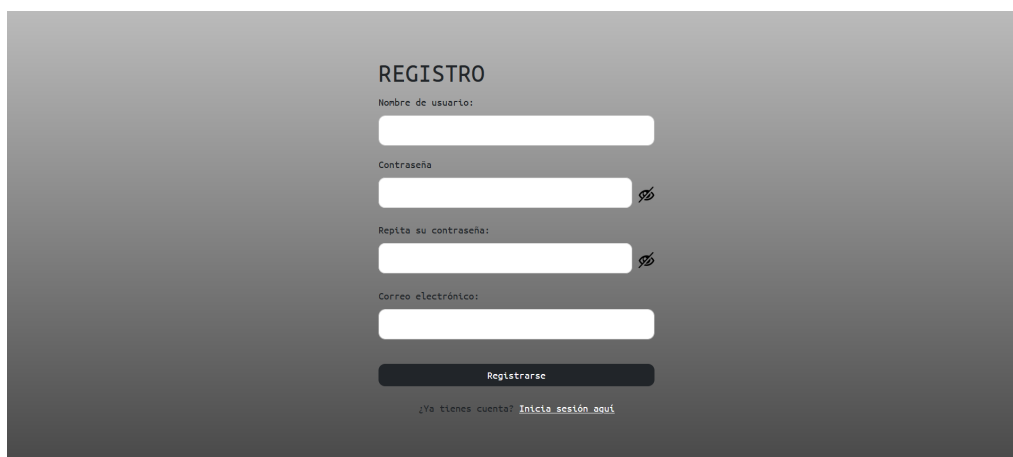 REGISTRO
Nombre de usuario:
Contraseña
Repita su contraseña:
Correo electrónico:
Registrarse
¿Ya tienes cuenta? Inicia sesión aquí